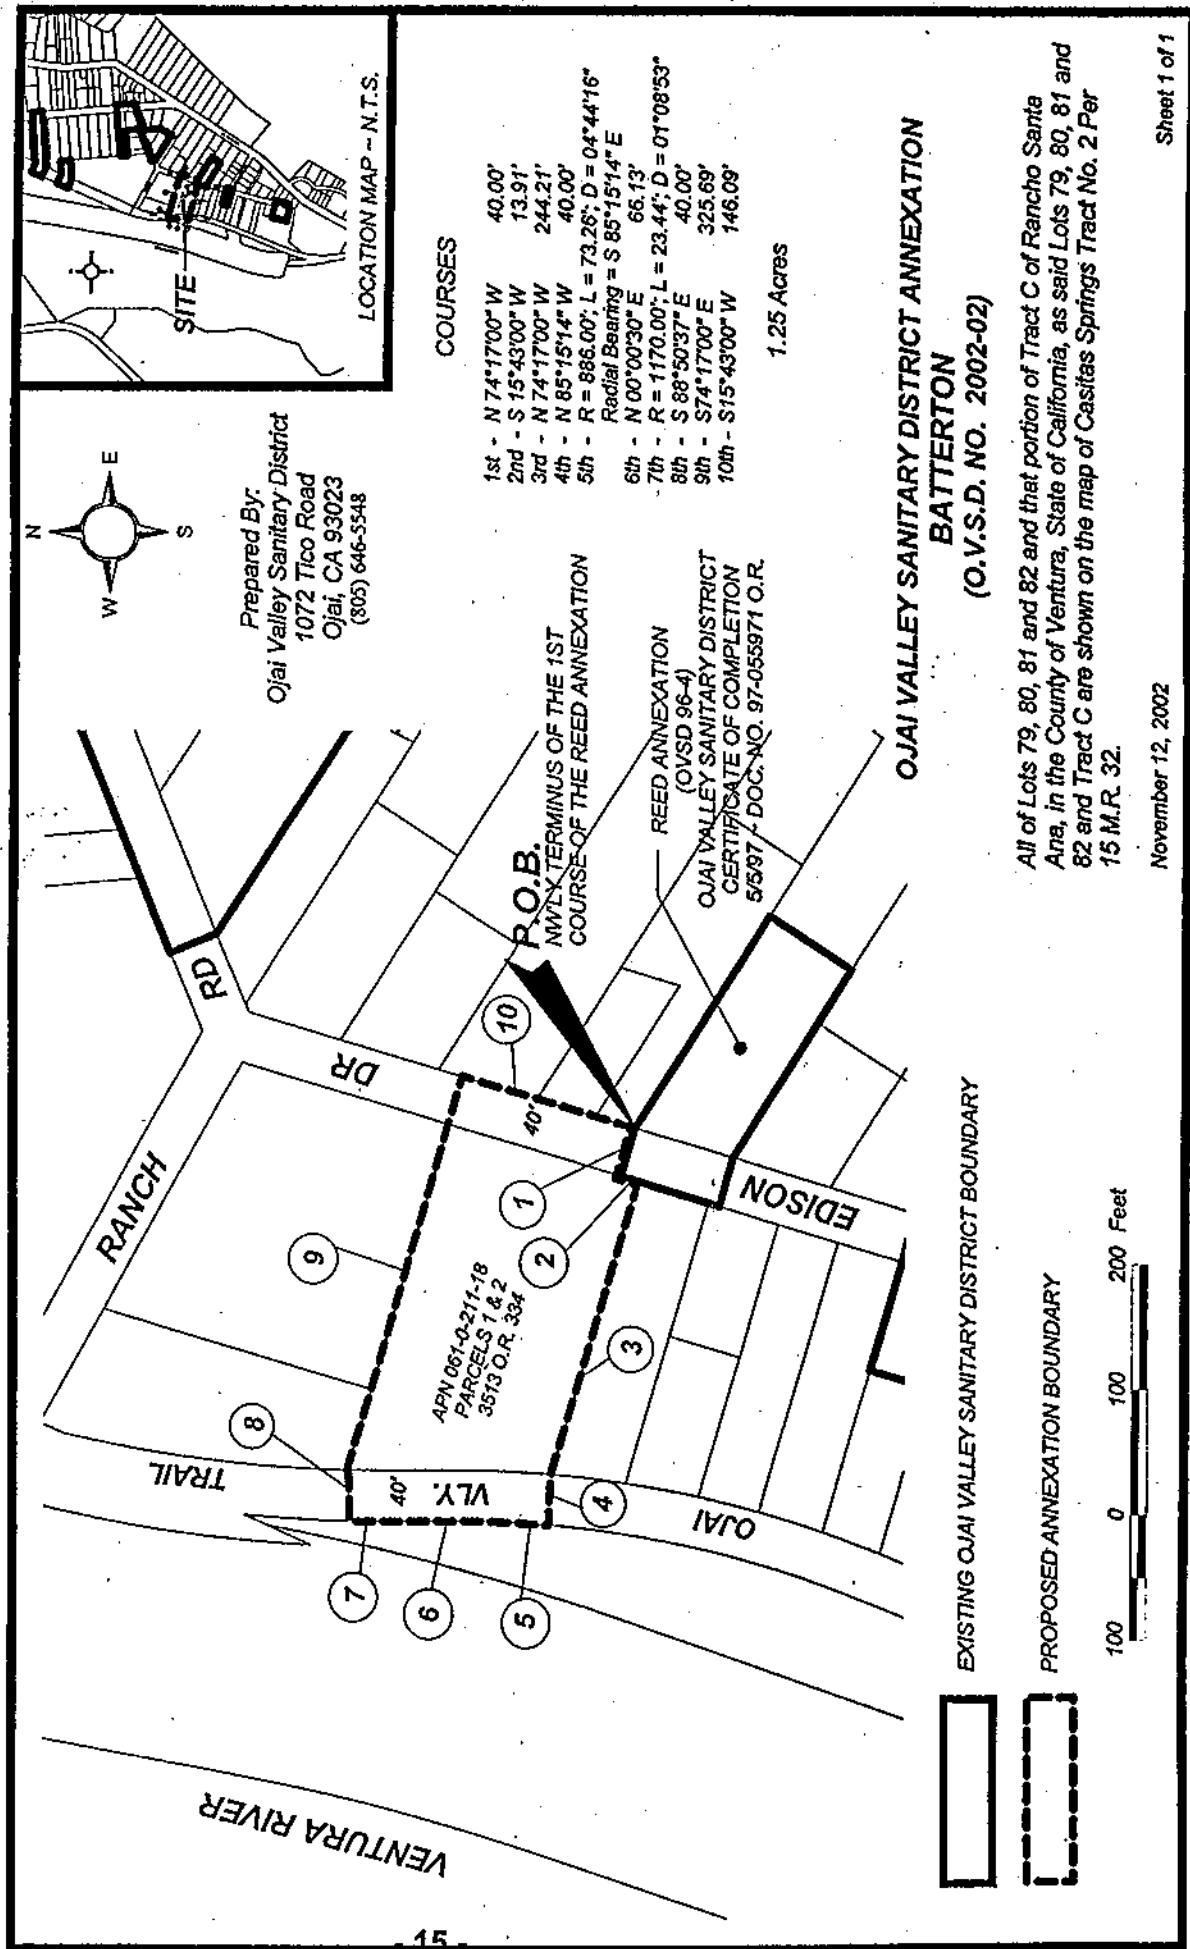 VENTURA RIVER
RANCH
RD
TRAIL
DR
VLY.
OJAI
EDISON
40'
40'
1
2
3
4
5
6
7
8
9
10
APN 061-0-211-18
PARCELS 1 & 2
3513 O.R. 334
P.O.B.
NW'LY TERMINUS OF THE 1ST
COURSE OF THE REED ANNEXATION
REED ANNEXATION
(OVSD 96-4)
OJAI VALLEY SANITARY DISTRICT
CERTIFICATE OF COMPLETION
5/5/97 - DOC. NO. 97-055971 O.R.
N
W
E
S
Prepared By:
Ojai Valley Sanitary District
1072 Tico Road
Ojai, CA 93023
(805) 646-5548
SITE
LOCATION MAP ~ N.T.S.
COURSES
1st - N 74°17'00" W 40.00'
2nd - S 15°43'00" W 13.91'
3rd - N 74°17'00" W 244.21'
4th - N 85°15'14" W 40.00'
5th - R = 886.00'; L = 73.26'; D = 04°44'16"
Radial Bearing = S 85°15'14" E
6th - N 00°00'30" E 66.13'
7th - R = 1170.00'; L = 23.44'; D = 01°08'53"
8th - S 88°50'37" E 40.00'
9th - S74°17'00" E 325.69'
10th - S15°43'00" W 146.09'
1.25 Acres
EXISTING OJAI VALLEY SANITARY DISTRICT BOUNDARY
PROPOSED ANNEXATION BOUNDARY
100 0 100 200 Feet
OJAI VALLEY SANITARY DISTRICT ANNEXATION
BATTERTON
(O.V.S.D. NO. 2002-02)
All of Lots 79, 80, 81 and 82 and that portion of Tract C of Rancho Santa
Ana, in the County of Ventura, State of California, as said Lots 79, 80, 81 and
82 and Tract C are shown on the map of Casitas Springs Tract No. 2 Per
15 M.R. 32.
November 12, 2002
Sheet 1 of 1
- 15 -